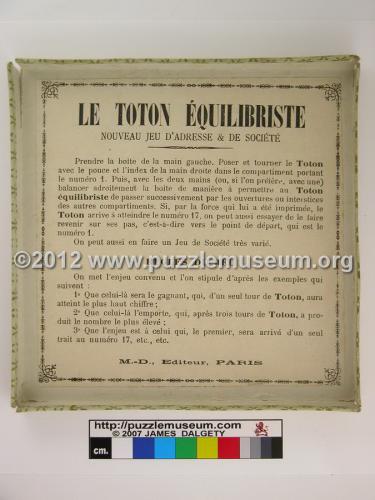 LE TOTON ÉQUILIBRISTE
NOUVEAU JEU D'ADRESSE & DE SOCIÉTÉ
Prendre la boîte de la main gauche. Poser et tourner le Toton
avec le pouce et l'index de la main droite dans le compartiment portant
le numéro 1. Puis, avec les deux mains (ou, si l'on préfère, avec une)
balancer adroitement la boîte de manière à permettre au Toton
équilibriste de passer successivement par les ouvertures ou interstices
des autres compartiments. Si, par la force qui lui a été imprimée, le
Toton arrive à atteindre le numéro 17, on peut aussi essayer de le faire
revenir sur ses pas, c'est-à-dire vers le point de départ, qui est le
numéro 1.
On peut aussi en faire un Jeu de Société très varié.
©2012 www.puzzlemuseum.org
On met l'enjeu convenu et l'on stipule d'après les exemples qui
suivent :
1º Que celui-là sera le gagnant, qui, d'un seul tour de Toton, aura
atteint le plus haut chiffre;
2º Que celui-là l'emporte, qui, après trois tours de Toton, a pro-
duit le nombre le plus élevé;
3º Que l'enjeu est à celui qui, le premier, sera arrivé d'un seul
trait au numéro 17, etc., etc.
M.-D., Editeur, PARIS
http://puzzlemuseum.com
cm. © 2007 JAMES DALGETY